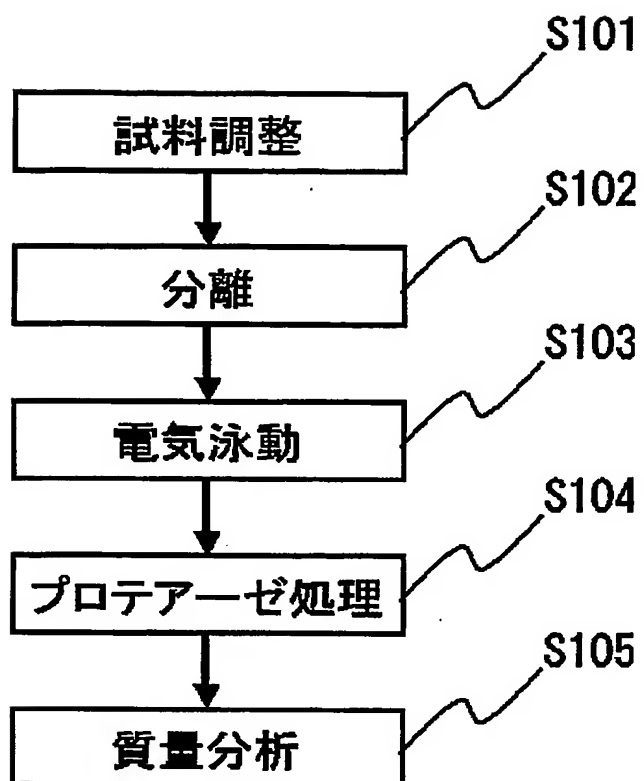 S101
試料調整
S102
分離
S103
電気泳動
S104
プロテアーゼ処理
S105
質量分析